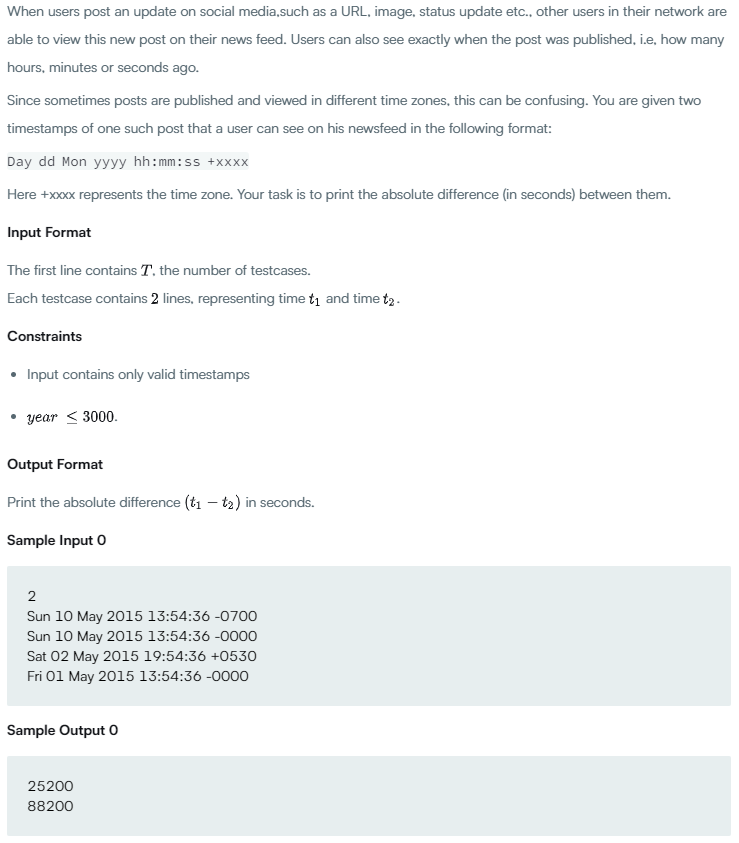 When users post an update on social media,such as a URL, image, status update etc., other users in their network are
able to view this new post on their news feed. Users can also see exactly when the post was published, i.e, how many
hours, minutes or seconds ago.
Since sometimes posts are published and viewed in different time zones, this can be confusing. You are given two
timestamps of one such post that a user can see on his newsfeed in the following format:
Day dd Mon yyyy hh:mm:ss +xxxx
Here +xxxx represents the time zone. Your task is to print the absolute difference (in seconds) between them.
Input Format
The first line contains T, the number of testcases.
Each testcase contains 2 lines, representing time t₁ and time t₂.
Constraints
• Input contains only valid timestamps
• year ≤ 3000.
Output Format
Print the absolute difference (t₁ − t₂) in seconds.
Sample Input 0
2
Sun 10 May 2015 13:54:36 -0700
Sun 10 May 2015 13:54:36 -0000
Sat 02 May 2015 19:54:36 +0530
Fri 01 May 2015 13:54:36 -0000
Sample Output 0
25200
88200